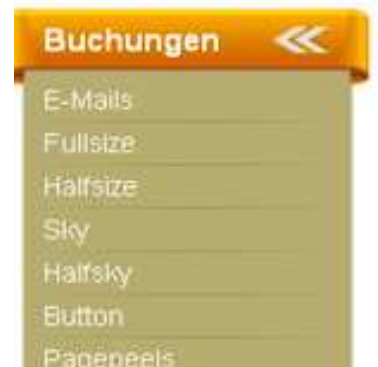 Buchungen
E-Mails
Fullsize
Halfsize
Sky
Halfsky
Button
Pagepeels